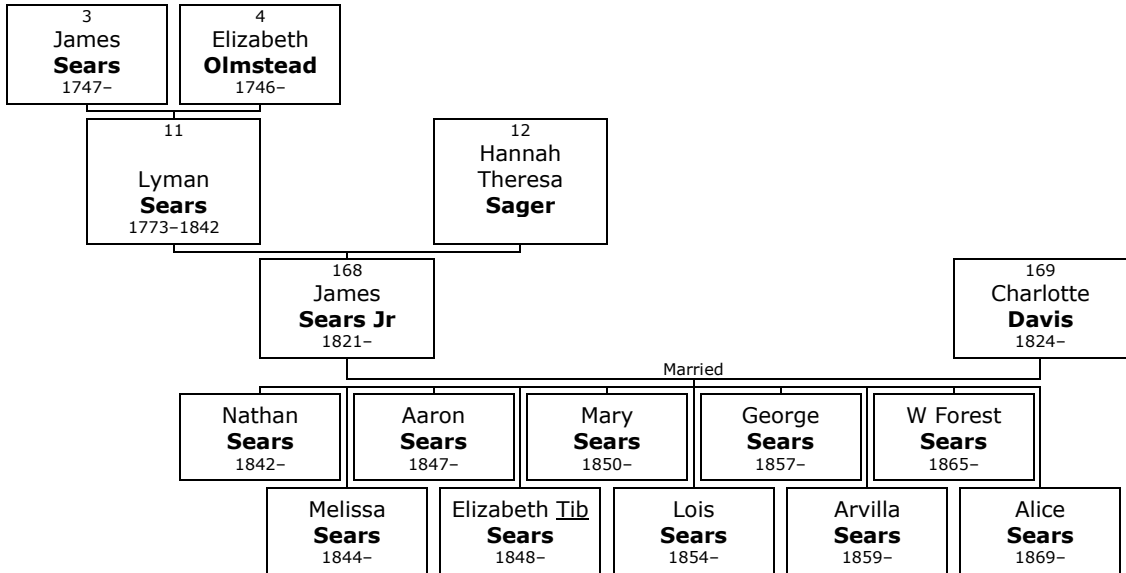 3
James
Sears
1747–
4
Elizabeth
Olmstead
1746–
11
Lyman
Sears
1773–1842
12
Hannah
Theresa
Sager
168
James
Sears Jr
1821–
169
Charlotte
Davis
1824–
Married
Nathan
Sears
1842–
Aaron
Sears
1847–
Mary
Sears
1850–
George
Sears
1857–
W Forest
Sears
1865–
Melissa
Sears
1844–
Elizabeth Tib
Sears
1848–
Lois
Sears
1854–
Arvilla
Sears
1859–
Alice
Sears
1869–